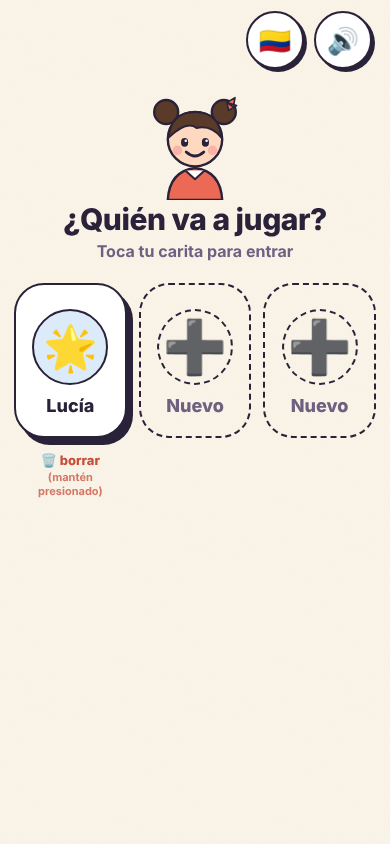 ¿Quién va a jugar?
Toca tu carita para entrar
Lucía
Nuevo
Nuevo
borrar
(mantén
presionado)